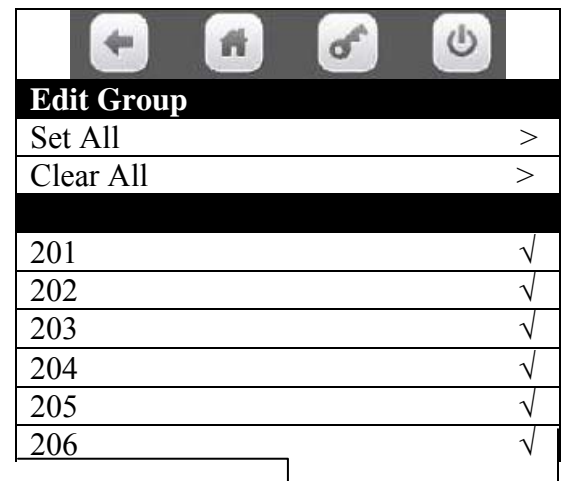 Edit Group
Set All >
Clear All >
201 √
202 √
203 √
204 √
205 √
206 √